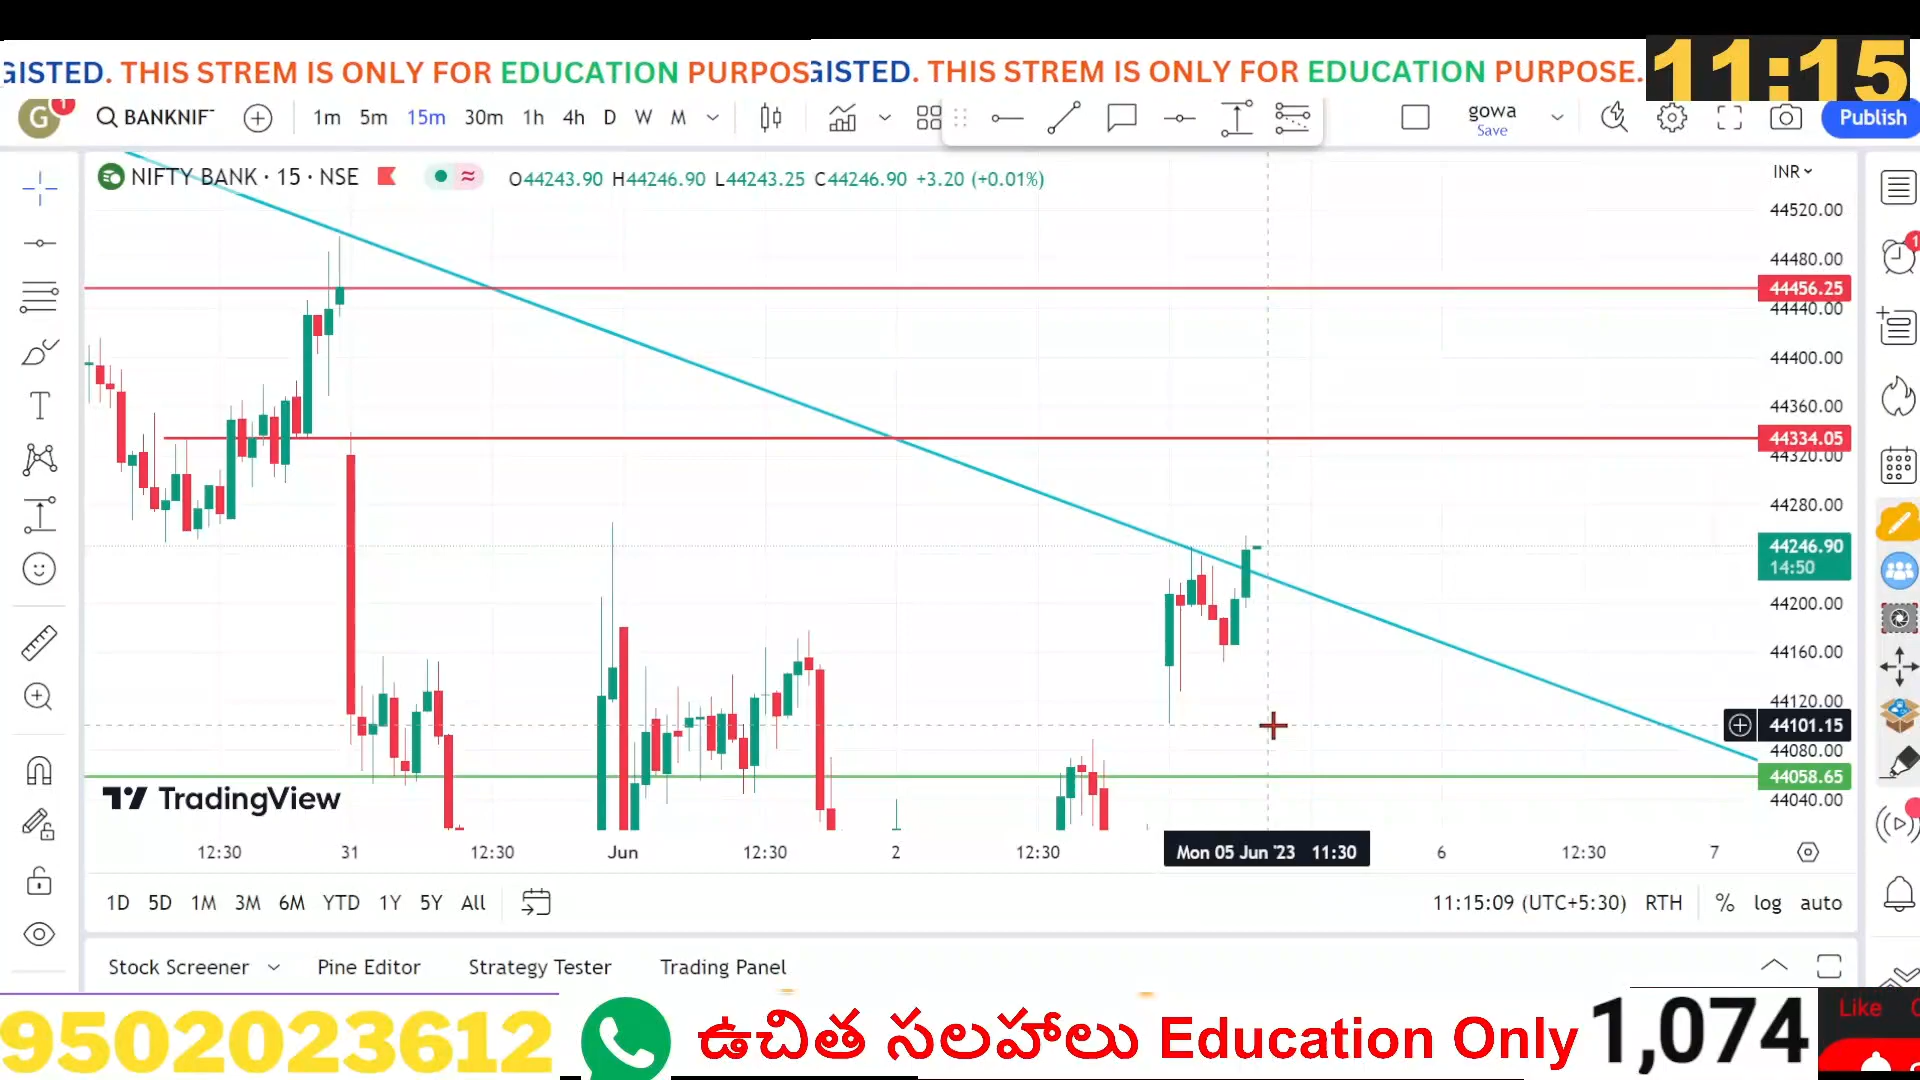 GISTED. THIS STREM IS ONLY FOR EDUCATION PURPOS
GISTED. THIS STREM IS ONLY FOR EDUCATION PURPOSE.
11:15
G 1 BANKNIF 1m 5m 15m 30m 1h 4h D W M gowa Save Publish
NIFTY BANK · 15 · NSE O44243.90 H44246.90 L44243.25 C44246.90 +3.20 (+0.01%)
INR
44520.00
44480.00
44456.25
44440.00
44400.00
44360.00
44334.05
44320.00
44280.00
44246.90
14:50
44200.00
44160.00
44120.00
44101.15
44080.00
44058.65
44040.00
TradingView
12:30 31 12:30 Jun 12:30 2 12:30 Mon 05 Jun '23 11:30 6 12:30 7
1D 5D 1M 3M 6M YTD 1Y 5Y All 11:15:09 (UTC+5:30) RTH % log auto
Stock Screener Pine Editor Strategy Tester Trading Panel
9502023612 ఉచిత సలహాలు Education Only 1,074 Like